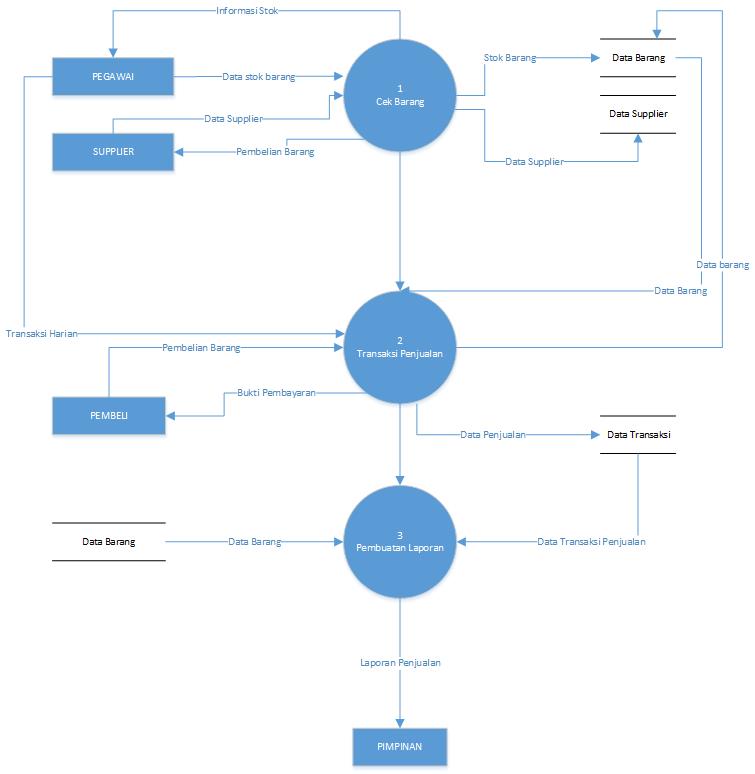 Informasi Stok
PEGAWAI
Data stok barang
1
Cek Barang
Stok Barang
Data Barang
Data Supplier
Data Supplier
SUPPLIER
Pembelian Barang
Data Supplier
Data barang
Data Barang
Transaksi Harian
2
Transaksi Penjualan
Pembelian Barang
Bukti Pembayaran
PEMBELI
Data Penjualan
Data Transaksi
3
Pembuatan Laporan
Data Barang
Data Barang
Data Transaksi Penjualan
Laporan Penjualan
PIMPINAN